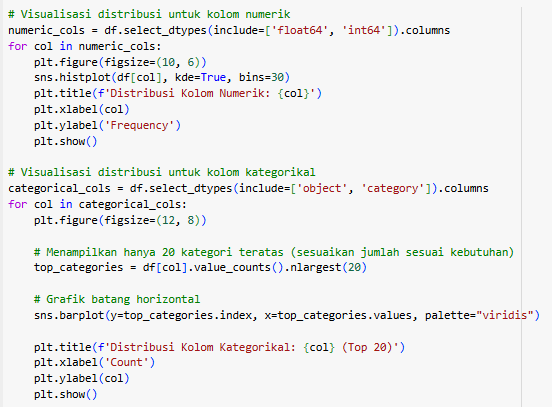 # Visualisasi distribusi untuk kolom numerik
numeric_cols = df.select_dtypes(include=['float64', 'int64']).columns
for col in numeric_cols:
    plt.figure(figsize=(10, 6))
    sns.histplot(df[col], kde=True, bins=30)
    plt.title(f'Distribusi Kolom Numerik: {col}')
    plt.xlabel(col)
    plt.ylabel('Frequency')
    plt.show()

# Visualisasi distribusi untuk kolom kategorikal
categorical_cols = df.select_dtypes(include=['object', 'category']).columns
for col in categorical_cols:
    plt.figure(figsize=(12, 8))

    # Menampilkan hanya 20 kategori teratas (sesuaikan jumlah sesuai kebutuhan)
    top_categories = df[col].value_counts().nlargest(20)

    # Grafik batang horizontal
    sns.barplot(y=top_categories.index, x=top_categories.values, palette="viridis")

    plt.title(f'Distribusi Kolom Kategorikal: {col} (Top 20)')
    plt.xlabel('Count')
    plt.ylabel(col)
    plt.show()